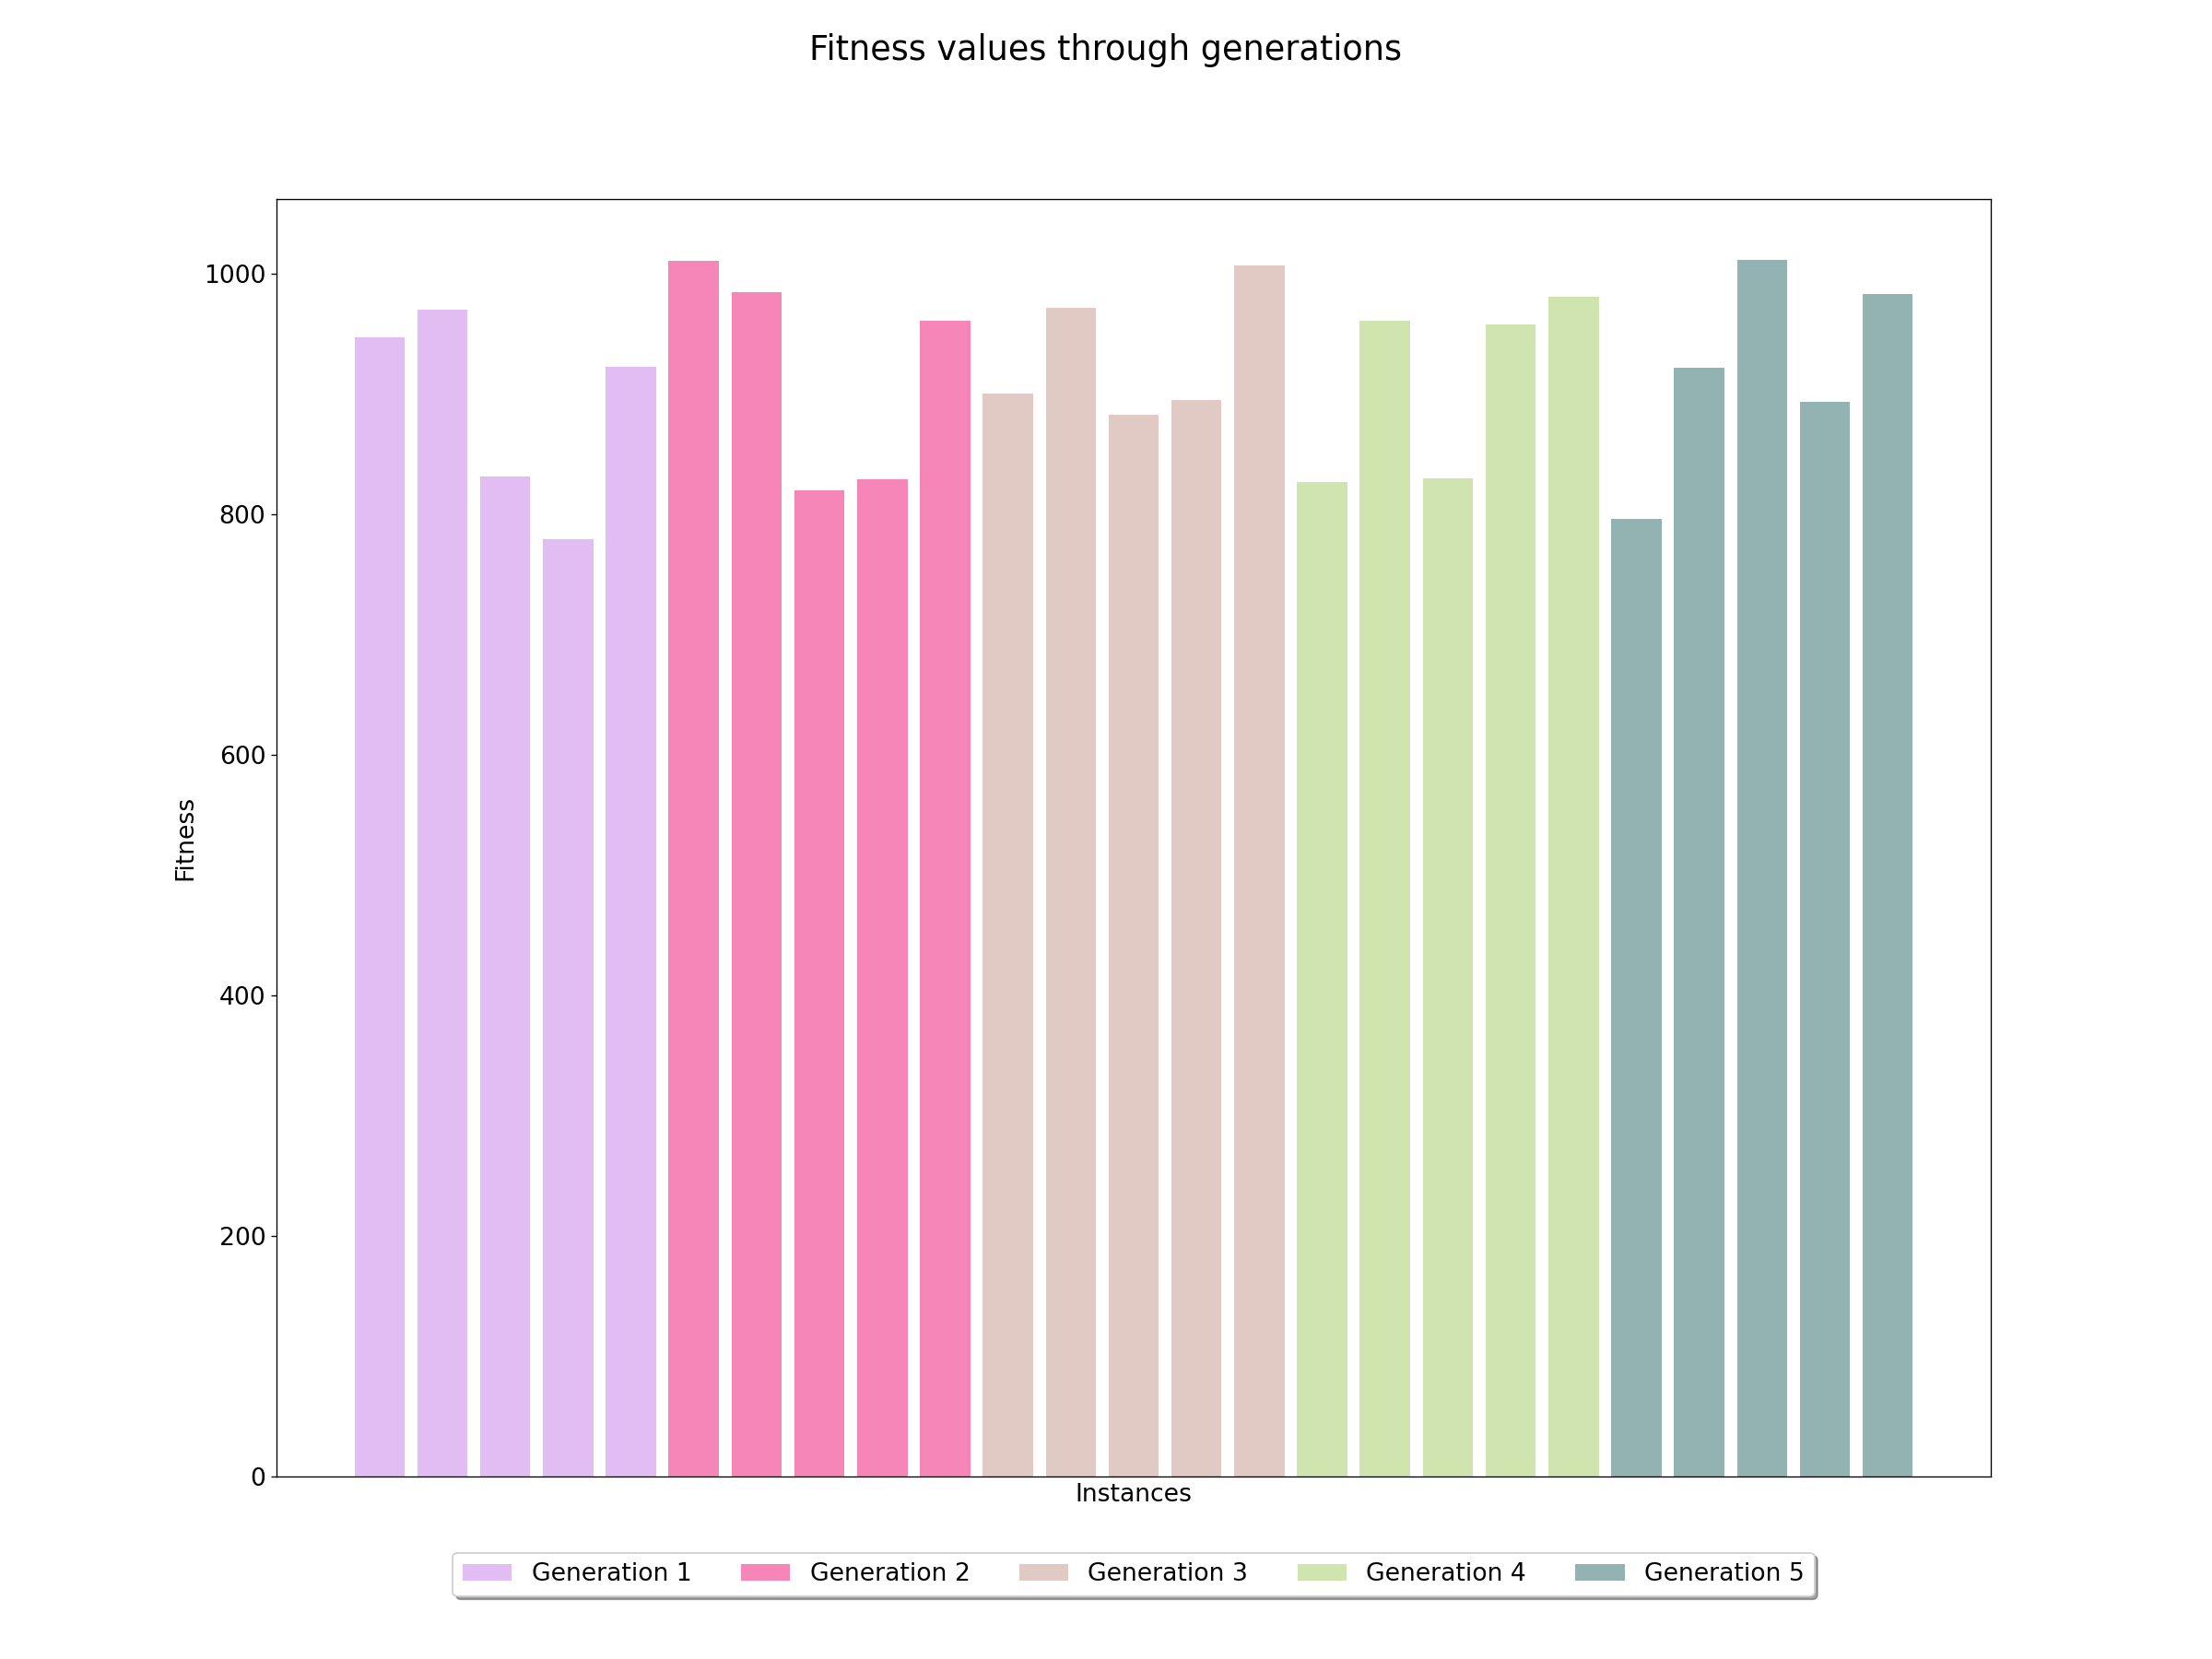 Fitness values through generations
1000
800
600
400
200
0
Fitness
Instances
Generation 1 Generation 2 Generation 3 Generation 4 Generation 5